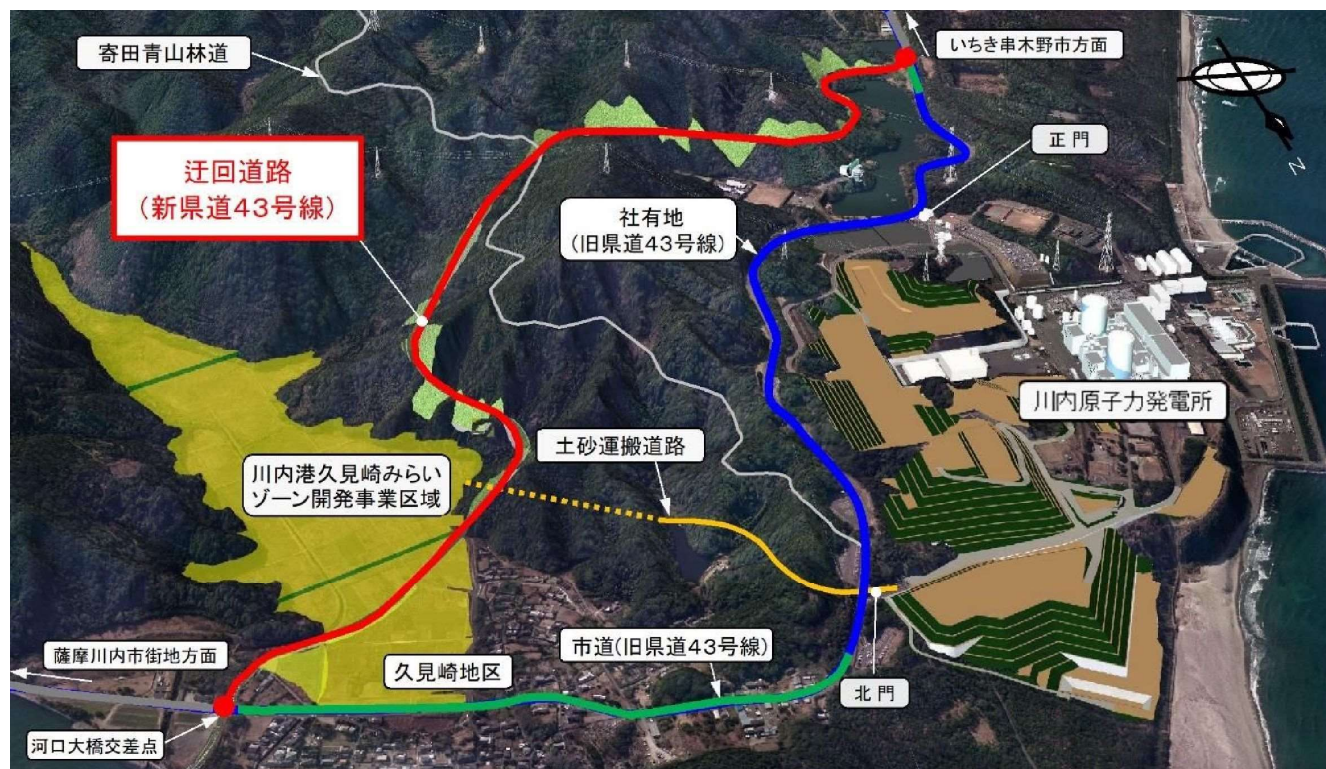 寄田青山林道
いちき串木野市方面
N
正門
迂回道路
(新県道43号線)
社有地
(旧県道43号線)
川内原子力発電所
土砂運搬道路
川内港久見崎みらい
ゾーン開発事業区域
市道(旧県道43号線)
薩摩川内市街地方面
久見崎地区
北門
河口大橋交差点